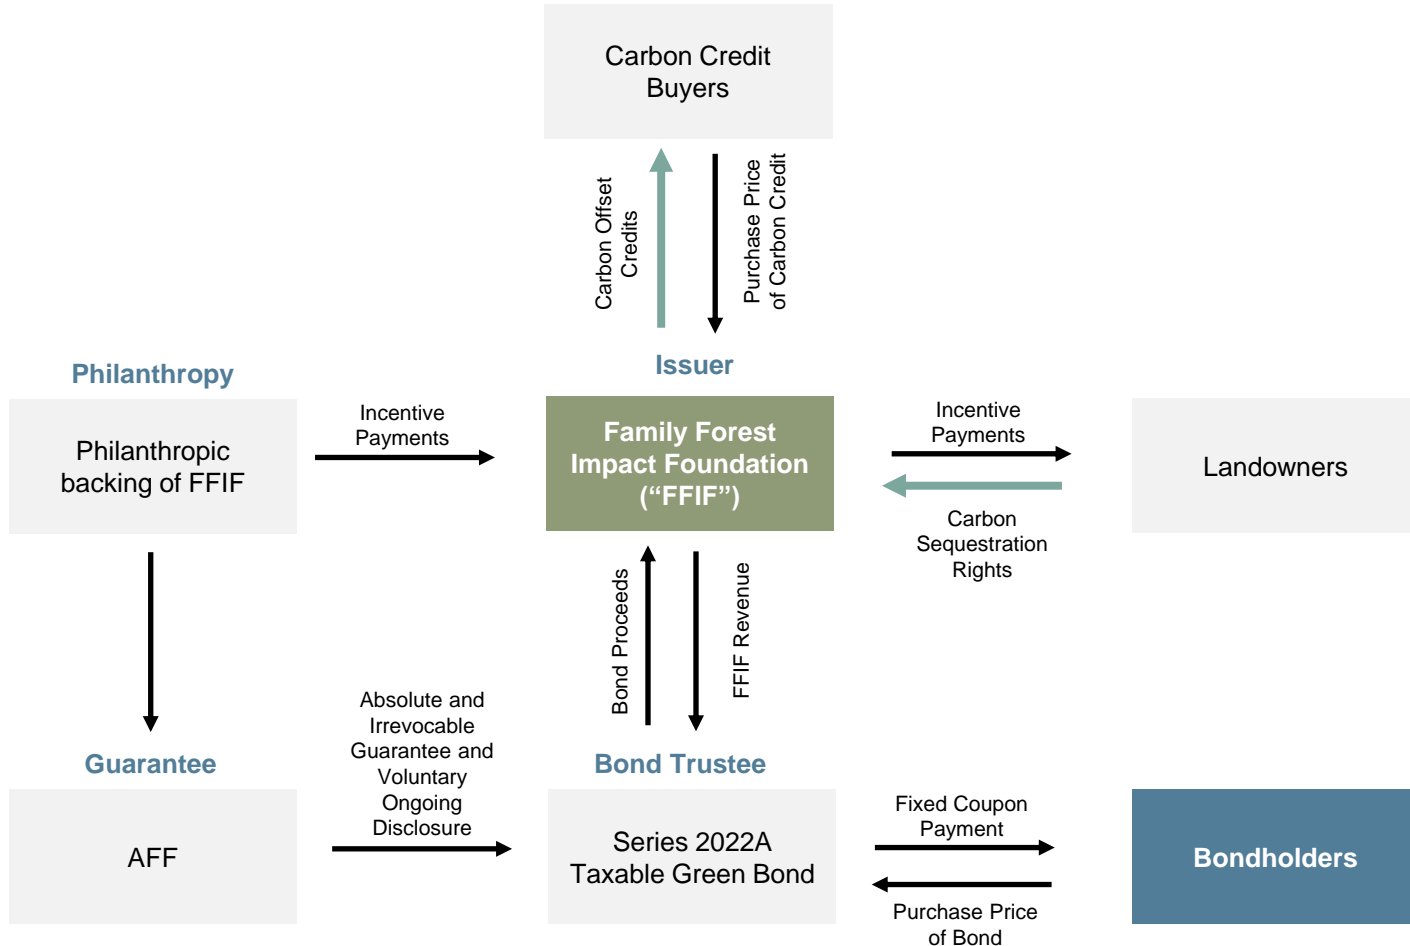 Carbon Credit
Buyers
Carbon Offset
Credits
Purchase Price
of Carbon Credit
Philanthropy
Issuer
Philanthropic
backing of FFIF
Incentive
Payments
Family Forest
Impact Foundation
(“FFIF”)
Incentive
Payments
Landowners
Carbon
Sequestration
Rights
Bond Proceeds
FFIF Revenue
Absolute and
Irrevocable
Guarantee and
Voluntary
Ongoing
Disclosure
Guarantee
Bond Trustee
AFF
Series 2022A
Taxable Green Bond
Fixed Coupon
Payment
Bondholders
Purchase Price
of Bond